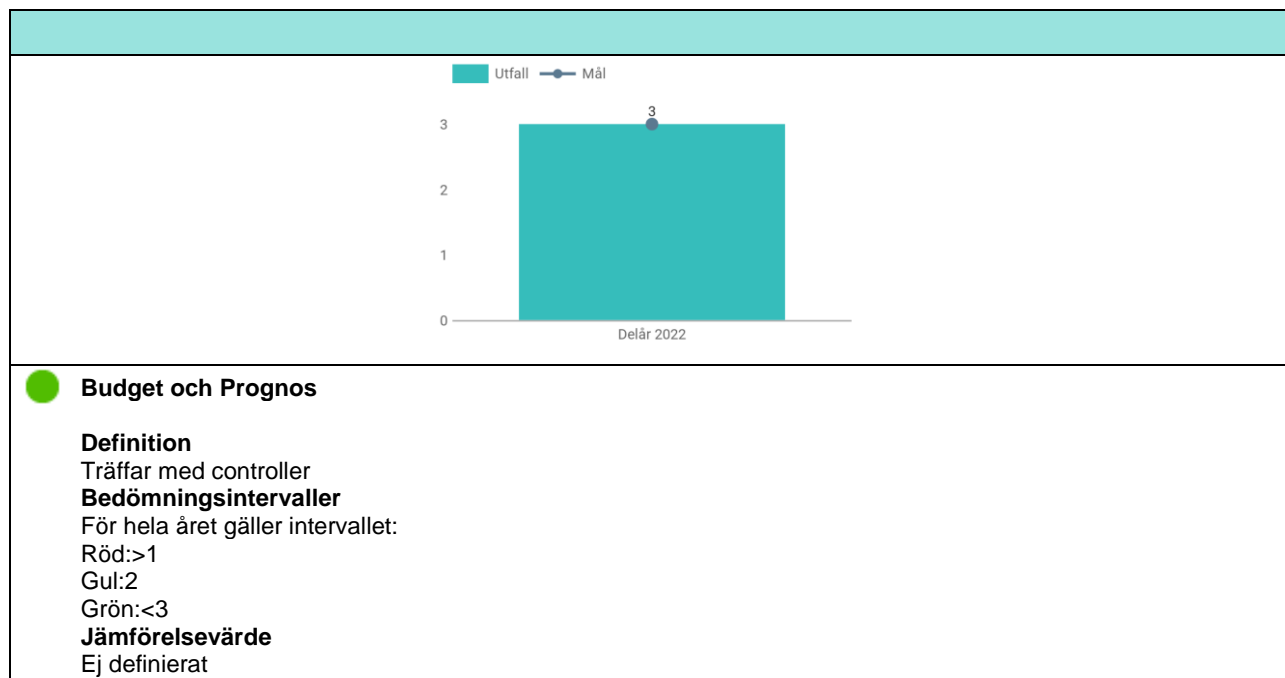 Utfall Mål
3
3
2
1
0
Delår 2022
Budget och Prognos
Definition
Träffar med controller
Bedömningsintervaller
För hela året gäller intervallet:
Röd:>1
Gul:2
Grön:<3
Jämförelsevärde
Ej definierat